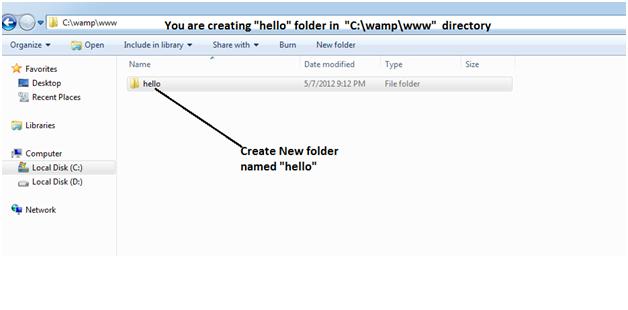 C:\wamp\www
You are creating "hello" folder in "C:\wamp\www" directory
Organize Open Include in library Share with Burn New folder
Favorites
Desktop
Recent Places
Libraries
Computer
Local Disk (C:)
Local Disk (D:)
Network
Name Date modified Type Size
hello 5/7/2012 9:12 PM File folder
Create New folder
named "hello"